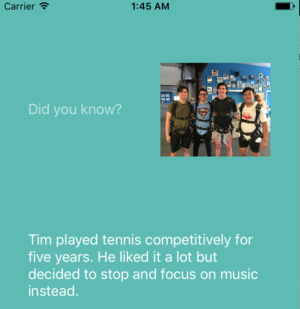 Carrier 1:45 AM
Did you know?
Tim played tennis competitively for
five years. He liked it a lot but
decided to stop and focus on music
instead.